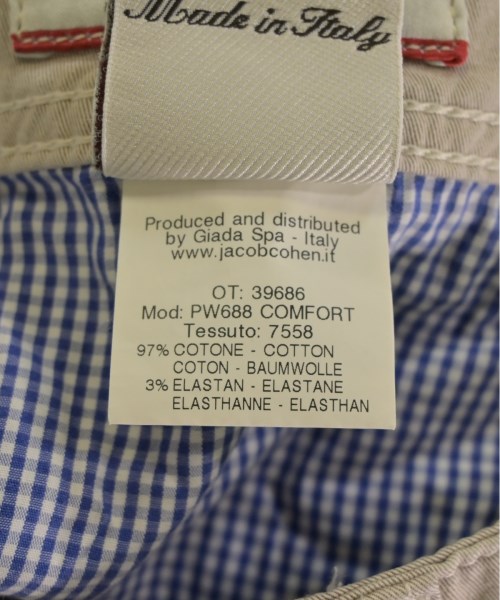 Made in Italy
Produced and distributed
by Giada Spa - Italy
www.jacobcohen.it
OT: 39686
Mod: PW688 COMFORT
Tessuto: 7558
97% COTONE - COTTON
COTON - BAUMWOLLE
3% ELASTAN - ELASTANE
ELASTHANNE - ELASTHAN